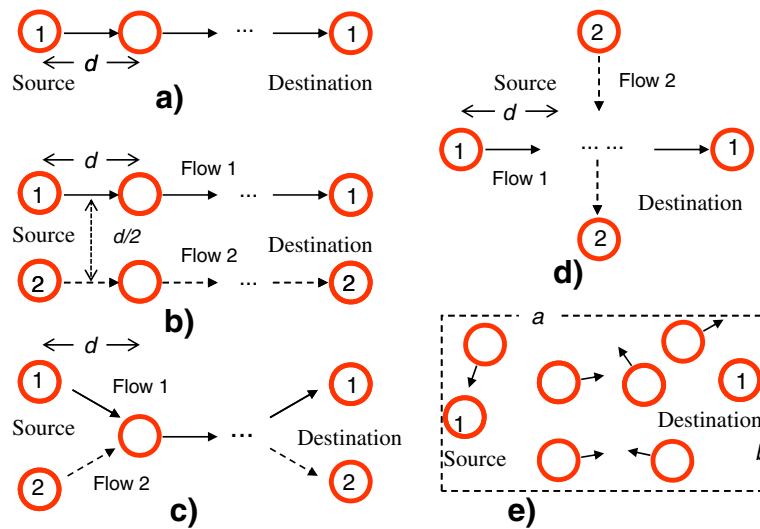 1 ... 1
d
Source Destination
a)
d
1 Flow 1 ... 1
Source d/2 Destination
2 Flow 2 ... 2
b)
d
1 Flow 1 1
Source ... Destination
2 Flow 2 2
c)
2
Source Flow 2
d
1 ... ... 1
Flow 1 Destination
2
d)
a
1
1 Destination
Source
e)